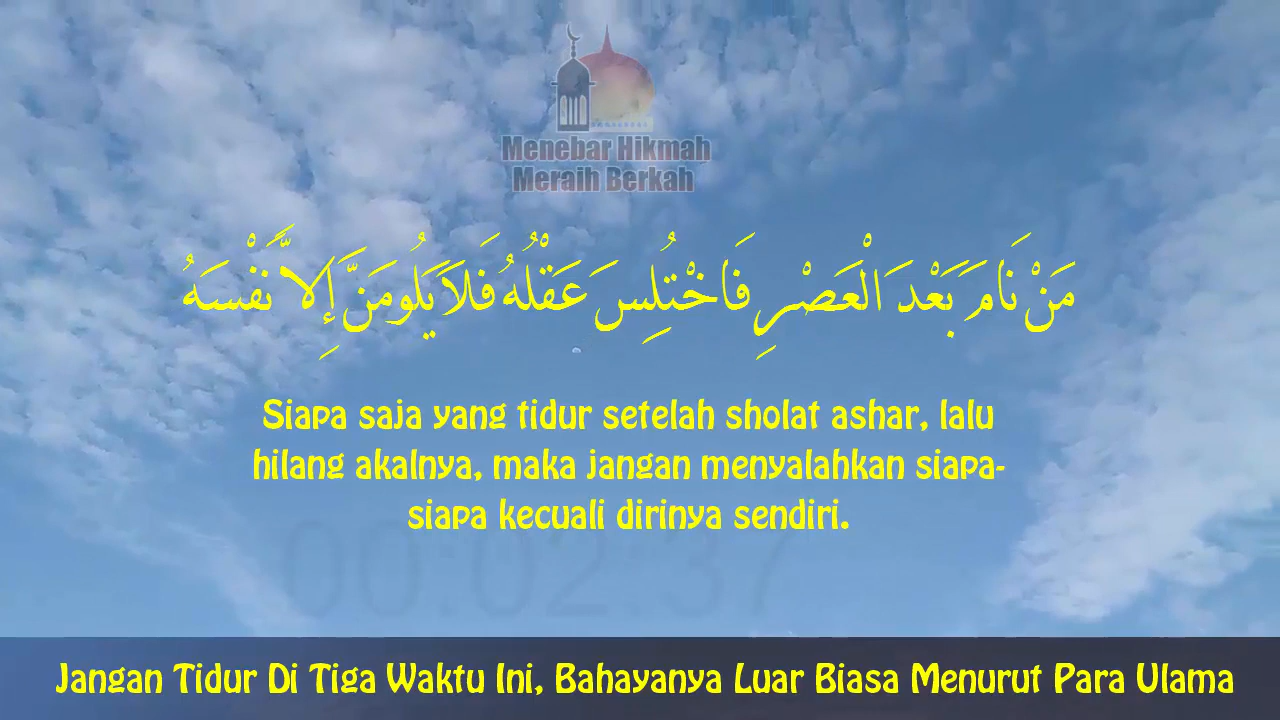 Menebar Hikmah
Meraih Berkah
مَنْ نَامَ بَعْدَ الْعَصْرِ فَاخْتُلِسَ عَقْلُهُ فَلَا يَلُومَنَّ إِلَّا نَفْسَهُ
Siapa saja yang tidur setelah sholat ashar, lalu
hilang akalnya, maka jangan menyalahkan siapa-
siapa kecuali dirinya sendiri.
00:02:37
Jangan Tidur Di Tiga Waktu Ini, Bahayanya Luar Biasa Menurut Para Ulama